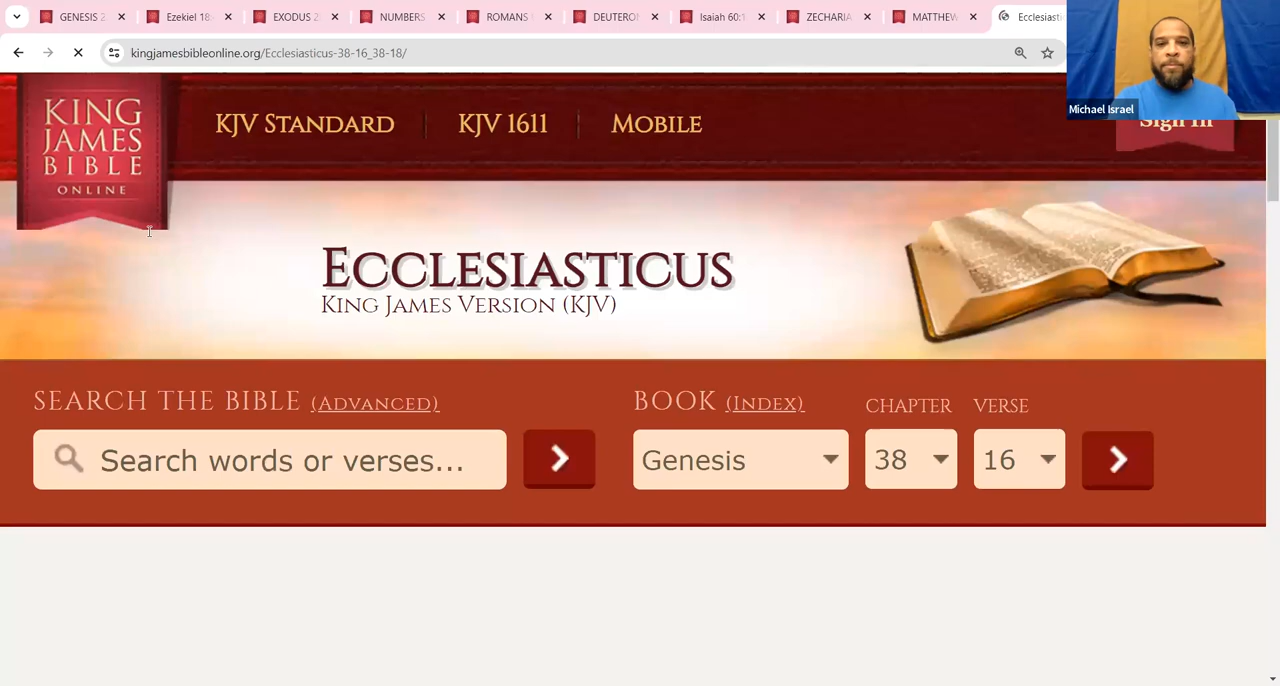 GENESIS 2
Ezekiel 18:
EXODUS 2
NUMBERS
ROMANS
DEUTERO
Isaiah 60:1
ZECHARIA
MATTHEW
Ecclesiasti
kingjamesbibleonline.org/Ecclesiasticus-38-16_38-18/
Michael Israel
KING
JAMES
BIBLE
ONLINE
KJV STANDARD
KJV 1611
MOBILE
Sign In
ECCLESIASTICUS
KING JAMES VERSION (KJV)
SEARCH THE BIBLE (ADVANCED)
BOOK (INDEX)
CHAPTER
VERSE
Search words or verses...
Genesis
38
16